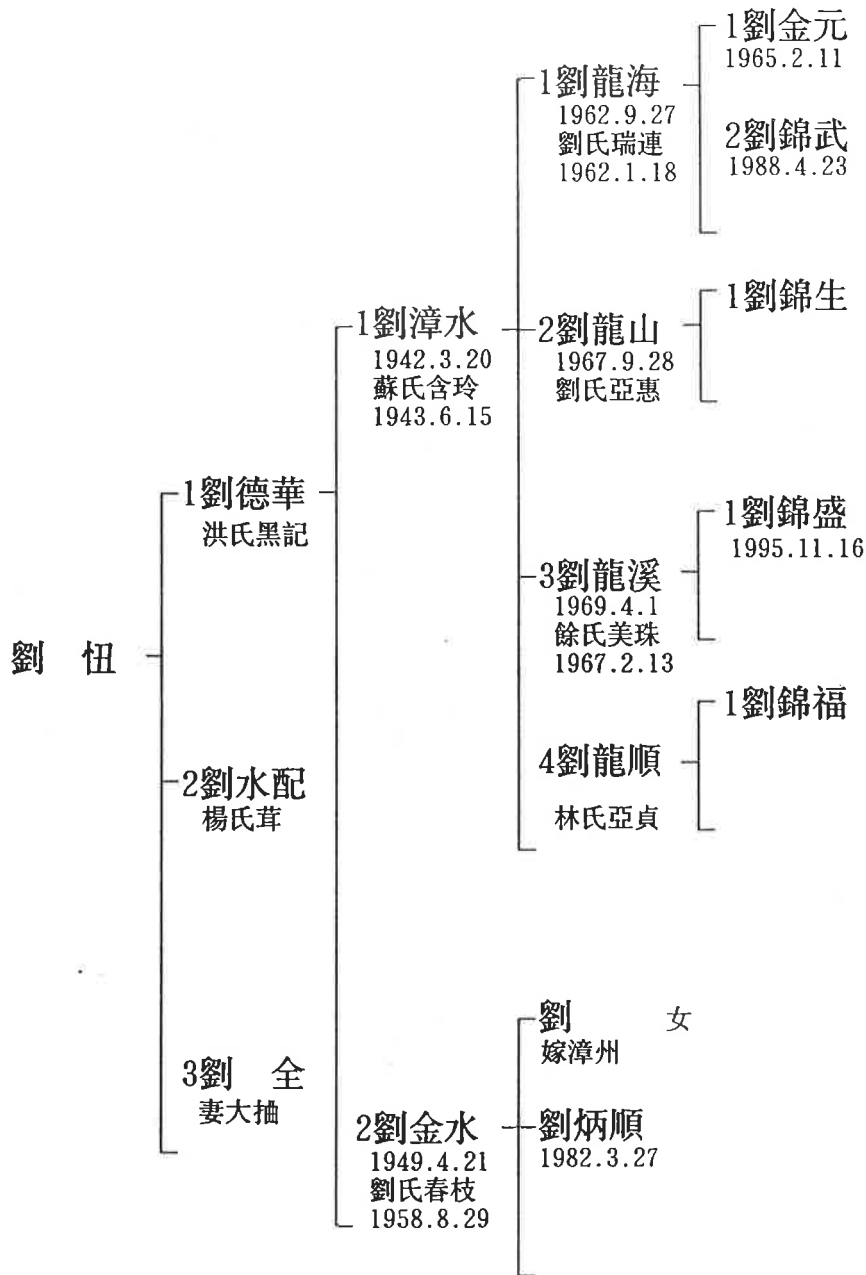 劉 忸
1劉德華
洪氏黑記
2劉水配
楊氏茸
3劉 全
妻大抽
1劉漳水
1942.3.20
蘇氏含玲
1943.6.15
2劉金水
1949.4.21
劉氏春枝
1958.8.29
1劉龍海
1962.9.27
劉氏瑞連
1962.1.18
2劉龍山
1967.9.28
劉氏亞惠
3劉龍溪
1969.4.1
餘氏美珠
1967.2.13
4劉龍順
林氏亞貞
劉 女
嫁漳州
劉炳順
1982.3.27
1劉金元
1965.2.11
2劉錦武
1988.4.23
1劉錦生
1劉錦盛
1995.11.16
1劉錦福